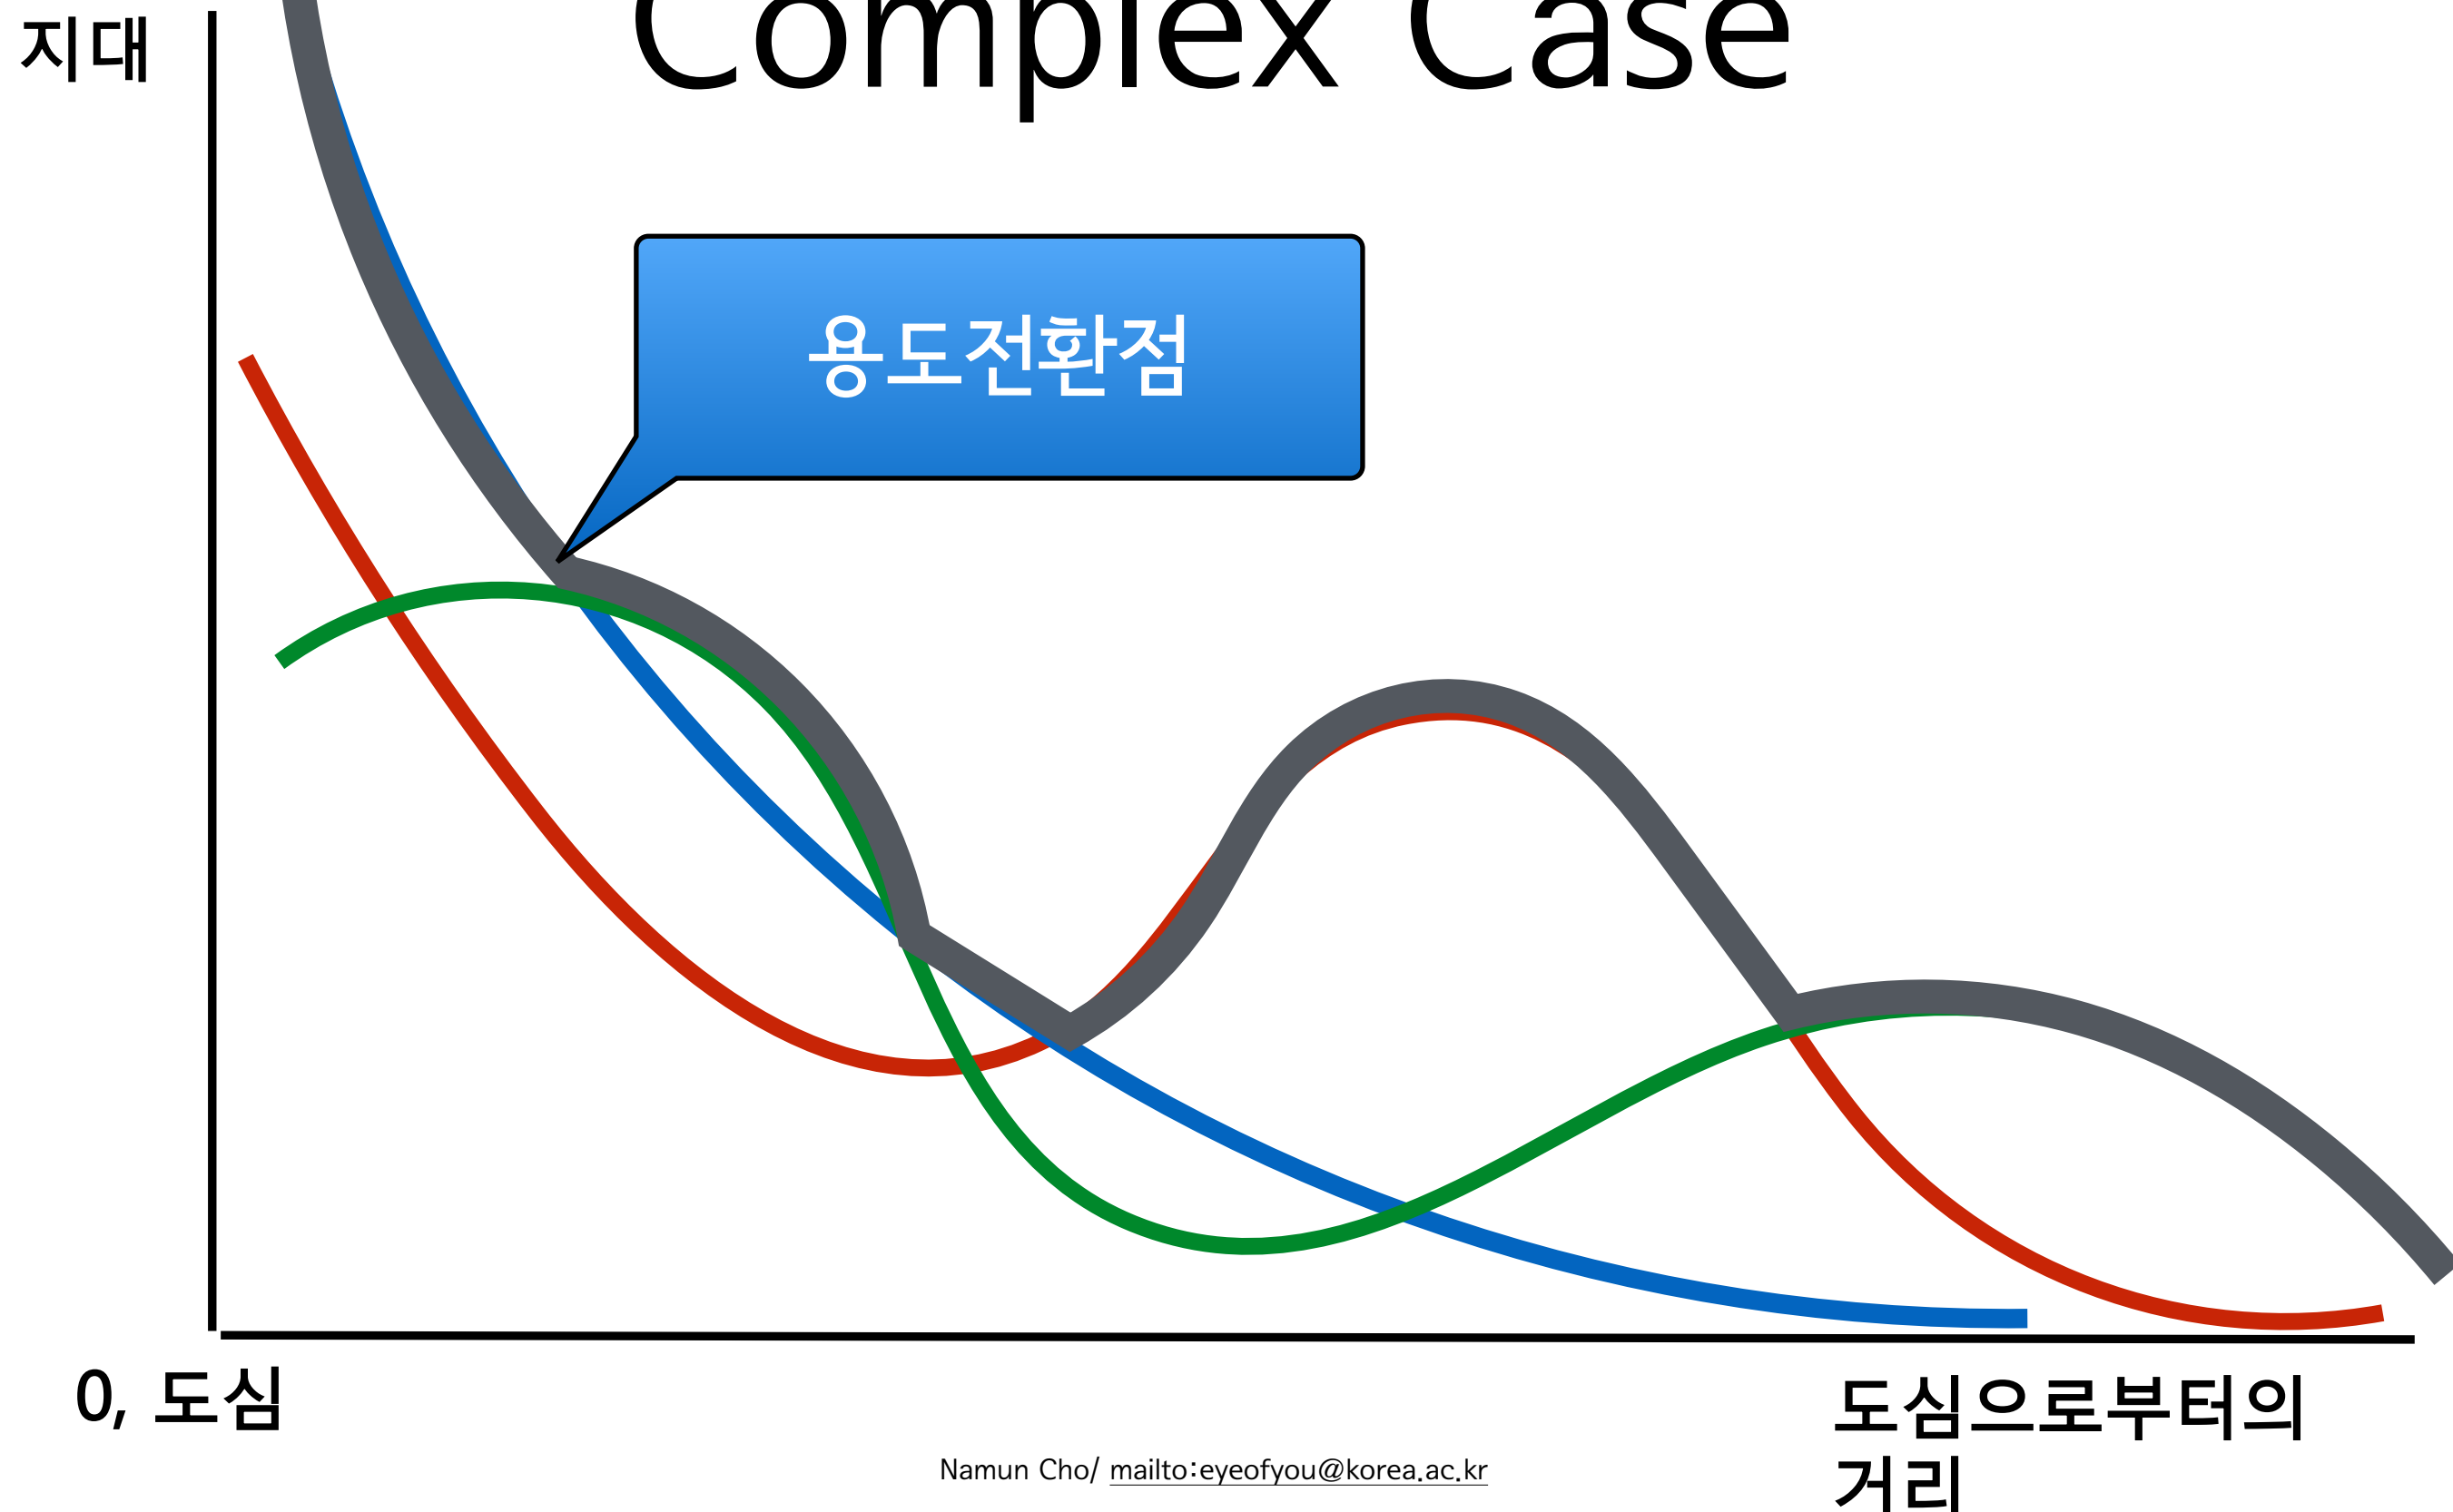 Complex Case
지대
용도전환점
0, 도심
도심으로부터의
거리
Namun Cho/ mailto:eyeofyou@korea.ac.kr